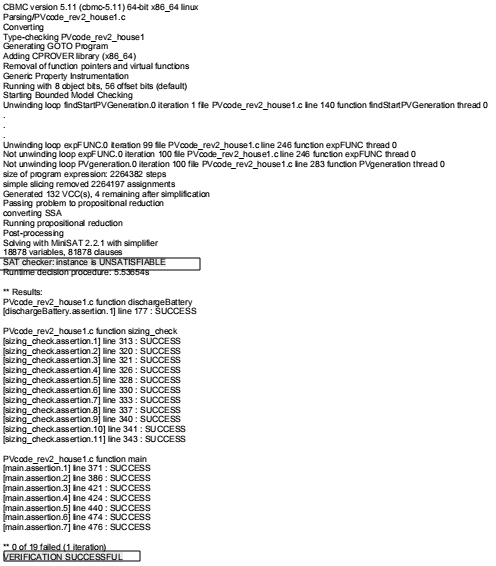 CBMC version 5.11 (cbmc-5.11) 64-bit x86_64 linux
Parsing PVcode_rev2_house1.c
Converting
Type-checking PVcode_rev2_house1
Generating GOTO Program
Adding CPROVER library (x86_64)
Removal of function pointers and virtual functions
Generic Property Instrumentation
Running with 8 object bits, 56 offset bits (default)
Starting Bounded Model Checking
Unwinding loop findStartPVGeneration.0 iteration 1 file PVcode_rev2_house1.c line 140 function findStartPVGeneration thread 0
.
.
.
Unwinding loop expFUNC.0 iteration 99 file PVcode_rev2_house1.c line 246 function expFUNC thread 0
Not unwinding loop expFUNC.0 iteration 100 file PVcode_rev2_house1.c line 246 function expFUNC thread 0
Not unwinding loop PVgeneration.0 iteration 100 file PVcode_rev2_house1.c line 283 function PVgeneration thread 0
size of program expression: 2264382 steps
simple slicing removed 2264197 assignments
Generated 132 VCC(s), 4 remaining after simplification
Passing problem to propositional reduction
converting SSA
Running propositional reduction
Post-processing
Solving with MiniSAT 2.2.1 with simplifier
18878 variables, 81878 clauses
SAT checker: instance is UNSATISFIABLE
Runtime decision procedure: 5.53654s
** Results:
PVcode_rev2_house1.c function dischargeBattery
[dischargeBattery.assertion.1] line 177 : SUCCESS
PVcode_rev2_house1.c function sizing_check
[sizing_check.assertion.1] line 313 : SUCCESS
[sizing_check.assertion.2] line 320 : SUCCESS
[sizing_check.assertion.3] line 321 : SUCCESS
[sizing_check.assertion.4] line 326 : SUCCESS
[sizing_check.assertion.5] line 328 : SUCCESS
[sizing_check.assertion.6] line 330 : SUCCESS
[sizing_check.assertion.7] line 333 : SUCCESS
[sizing_check.assertion.8] line 337 : SUCCESS
[sizing_check.assertion.9] line 340 : SUCCESS
[sizing_check.assertion.10] line 341 : SUCCESS
[sizing_check.assertion.11] line 343 : SUCCESS
PVcode_rev2_house1.c function main
[main.assertion.1] line 371 : SUCCESS
[main.assertion.2] line 386 : SUCCESS
[main.assertion.3] line 421 : SUCCESS
[main.assertion.4] line 424 : SUCCESS
[main.assertion.5] line 440 : SUCCESS
[main.assertion.6] line 474 : SUCCESS
[main.assertion.7] line 476 : SUCCESS
** 0 of 19 failed (1 iteration)
VERIFICATION SUCCESSFUL